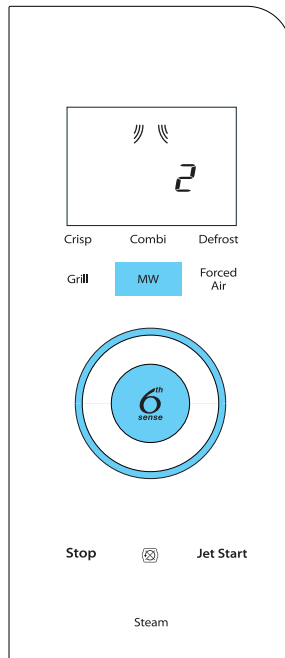 2
Crisp Combi Defrost
Grill MW Forced
Air
6th
sense
Stop Jet Start
Steam